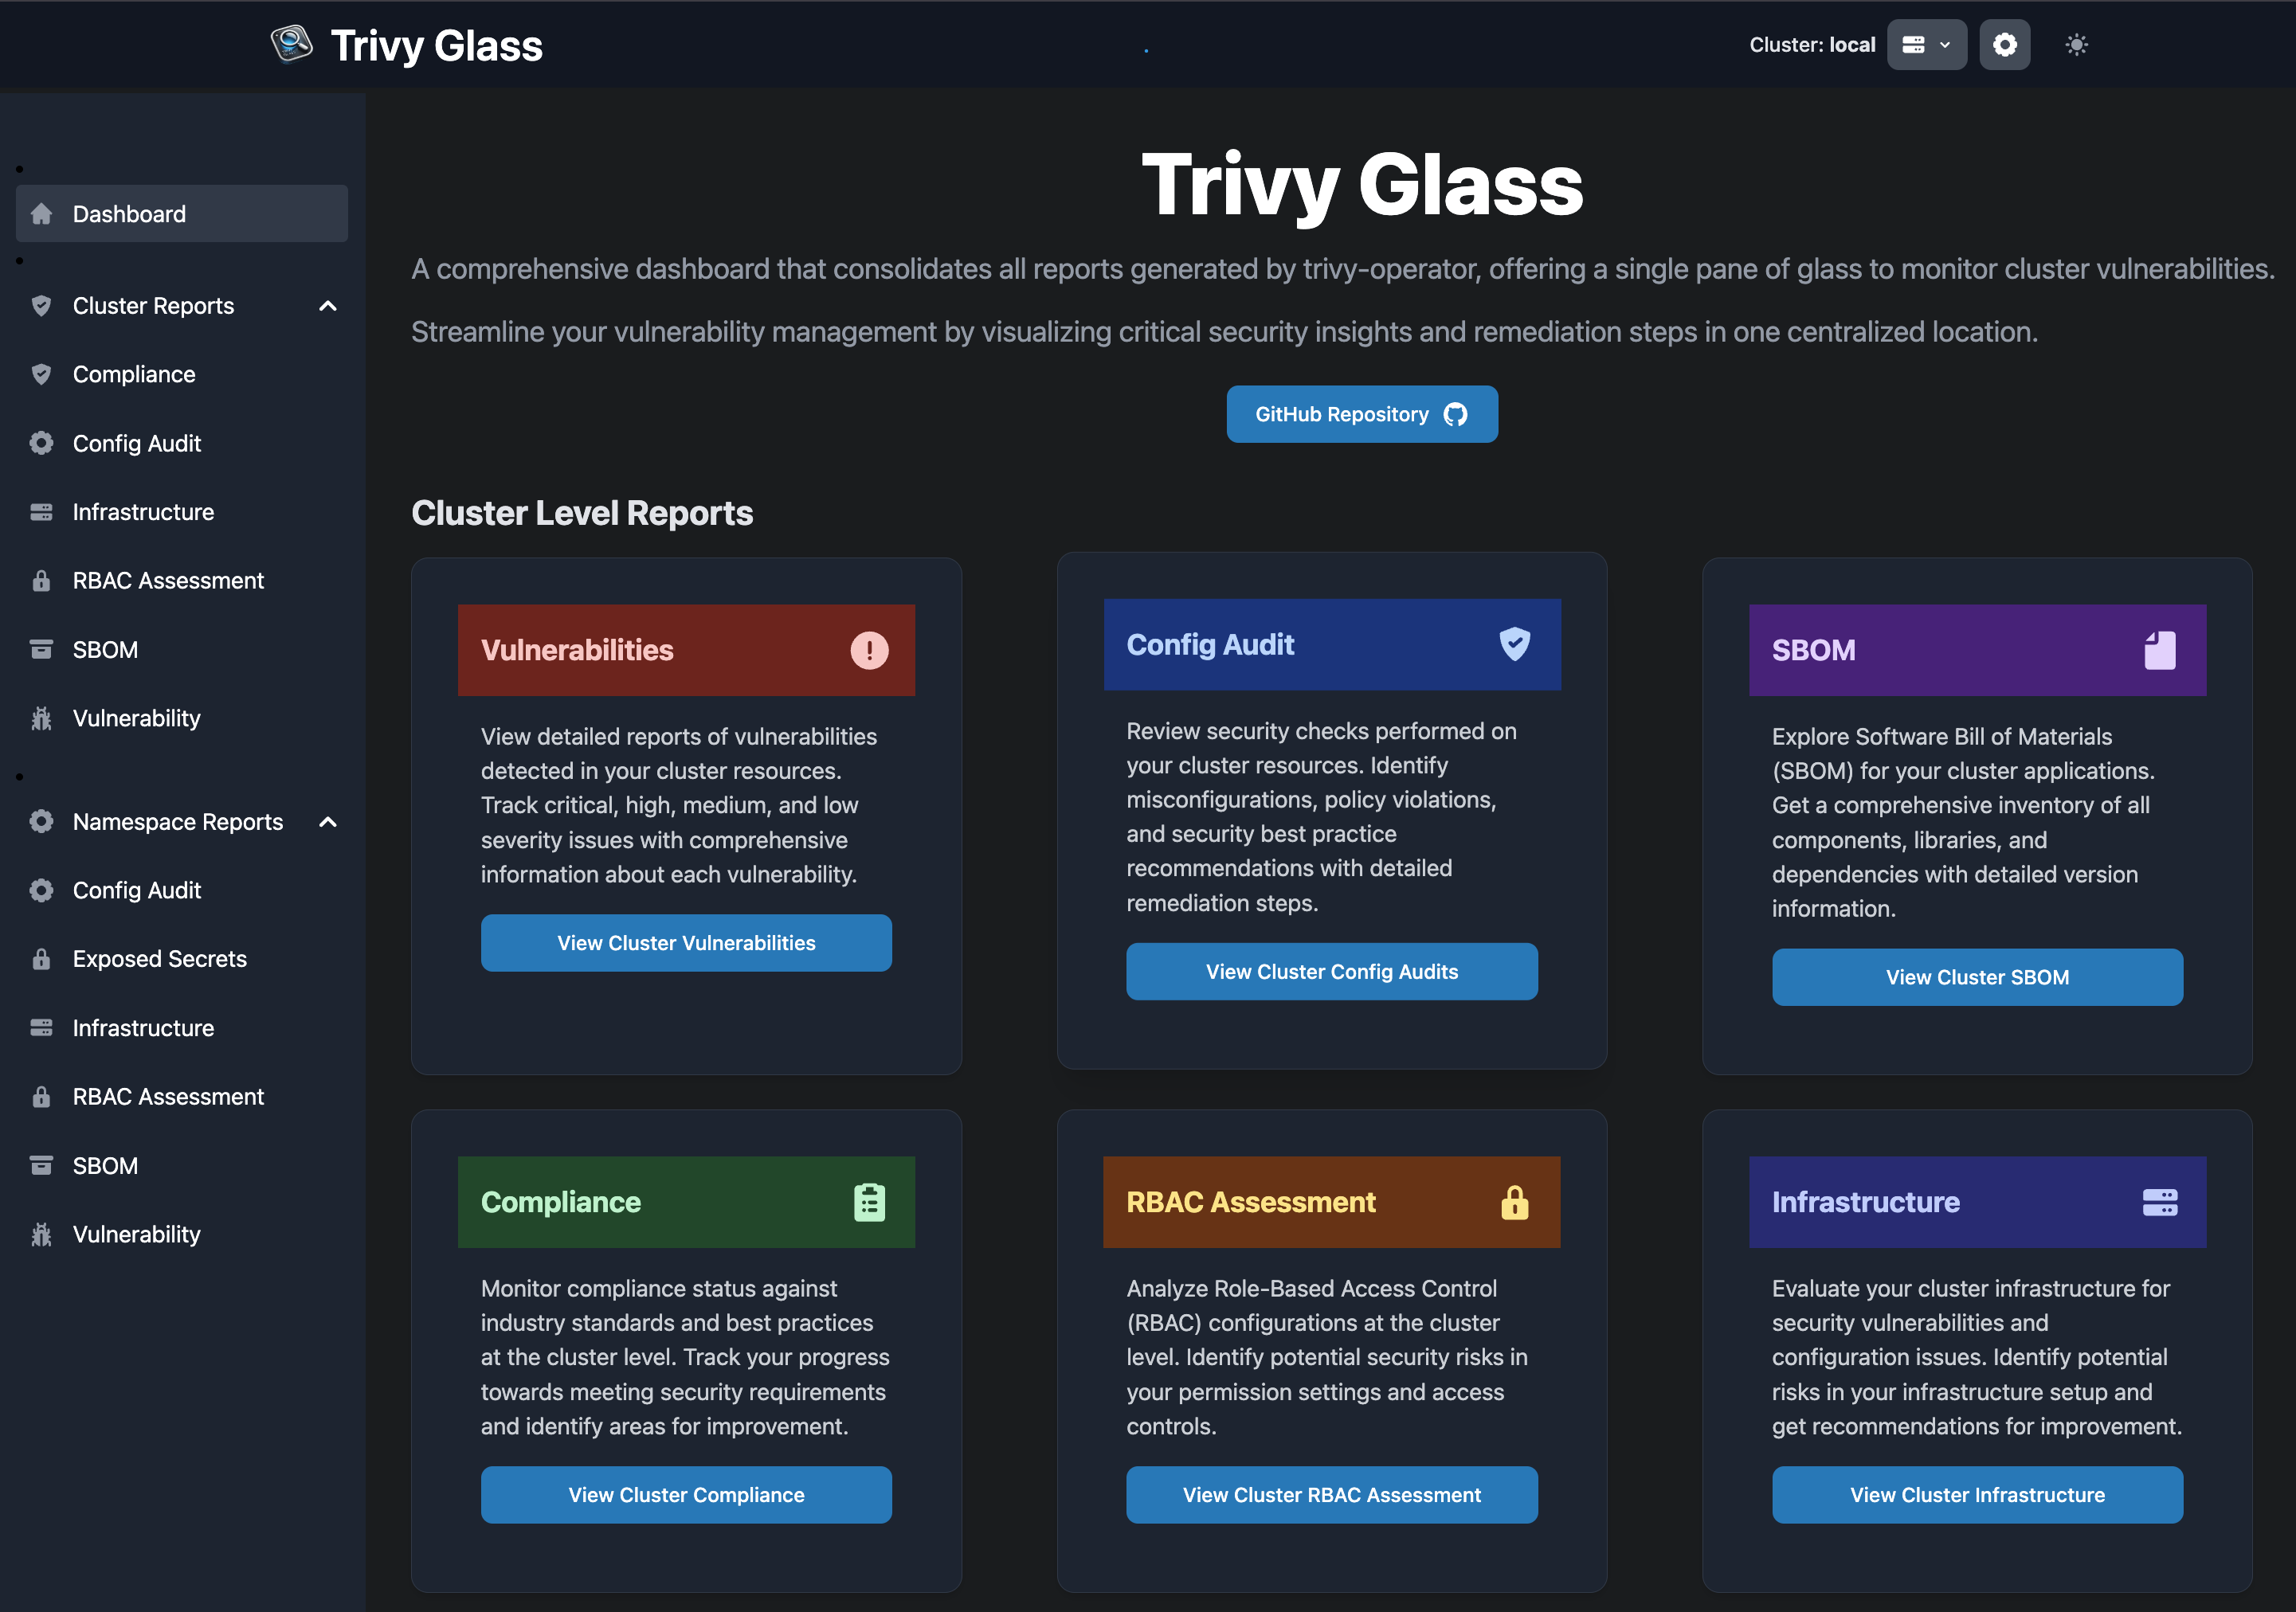 Trivy Glass
Cluster: local
Dashboard
Cluster Reports
Compliance
Config Audit
Infrastructure
RBAC Assessment
SBOM
Vulnerability
Namespace Reports
Config Audit
Exposed Secrets
Infrastructure
RBAC Assessment
SBOM
Vulnerability
Trivy Glass
A comprehensive dashboard that consolidates all reports generated by trivy-operator, offering a single pane of glass to monitor cluster vulnerabilities.
Streamline your vulnerability management by visualizing critical security insights and remediation steps in one centralized location.
GitHub Repository
Cluster Level Reports
Vulnerabilities
View detailed reports of vulnerabilities
detected in your cluster resources.
Track critical, high, medium, and low
severity issues with comprehensive
information about each vulnerability.
View Cluster Vulnerabilities
Config Audit
Review security checks performed on
your cluster resources. Identify
misconfigurations, policy violations,
and security best practice
recommendations with detailed
remediation steps.
View Cluster Config Audits
SBOM
Explore Software Bill of Materials
(SBOM) for your cluster applications.
Get a comprehensive inventory of all
components, libraries, and
dependencies with detailed version
information.
View Cluster SBOM
Compliance
Monitor compliance status against
industry standards and best practices
at the cluster level. Track your progress
towards meeting security requirements
and identify areas for improvement.
View Cluster Compliance
RBAC Assessment
Analyze Role-Based Access Control
(RBAC) configurations at the cluster
level. Identify potential security risks in
your permission settings and access
controls.
View Cluster RBAC Assessment
Infrastructure
Evaluate your cluster infrastructure for
security vulnerabilities and
configuration issues. Identify potential
risks in your infrastructure setup and
get recommendations for improvement.
View Cluster Infrastructure